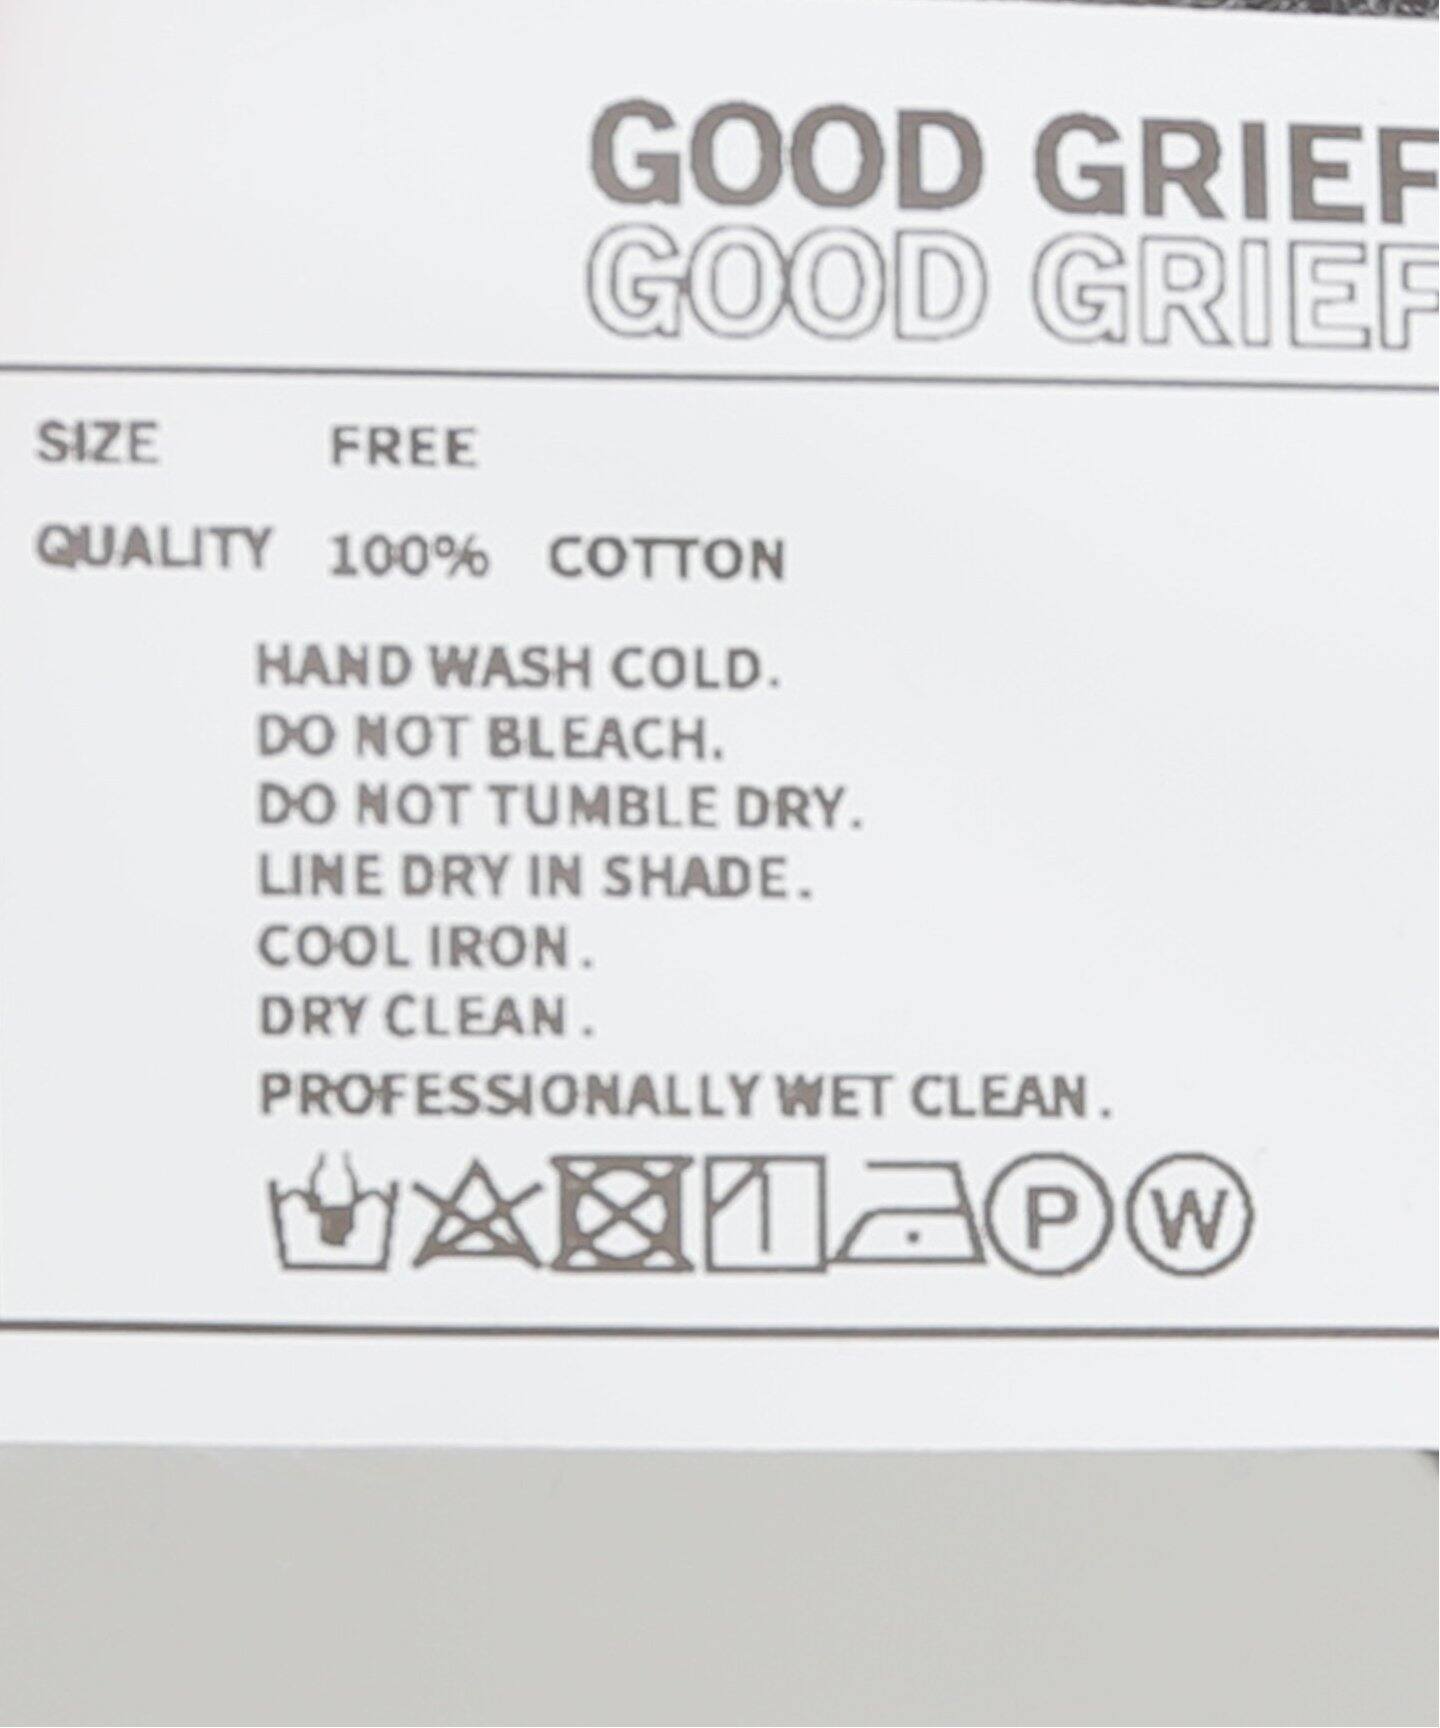 GOOD GRIEF
GOOD GRIEF
SIZE FREE
QUALITY 100% COTTON
HAND WASH COLD.
DO NOT BLEACH.
DO NOT TUMBLE DRY.
LINE DRY IN SHADE.
COOL IRON.
DRY CLEAN.
PROFESSIONALLY WET CLEAN.
P W